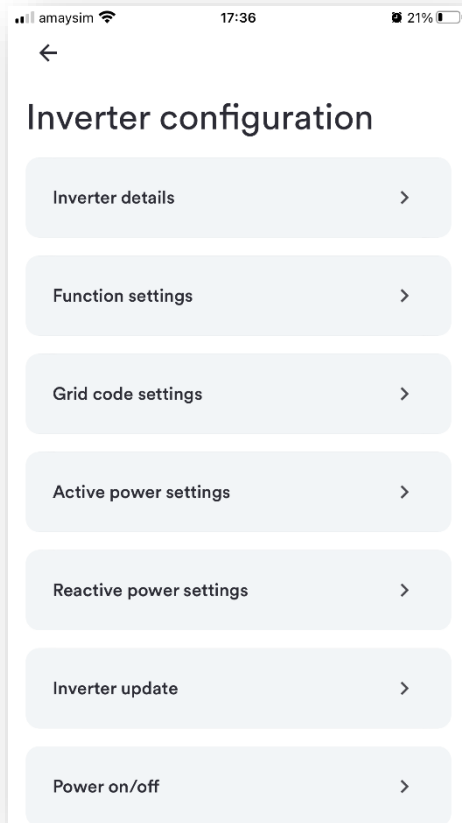 amaysim 17:36 21%
Inverter configuration
Inverter details
Function settings
Grid code settings
Active power settings
Reactive power settings
Inverter update
Power on/off